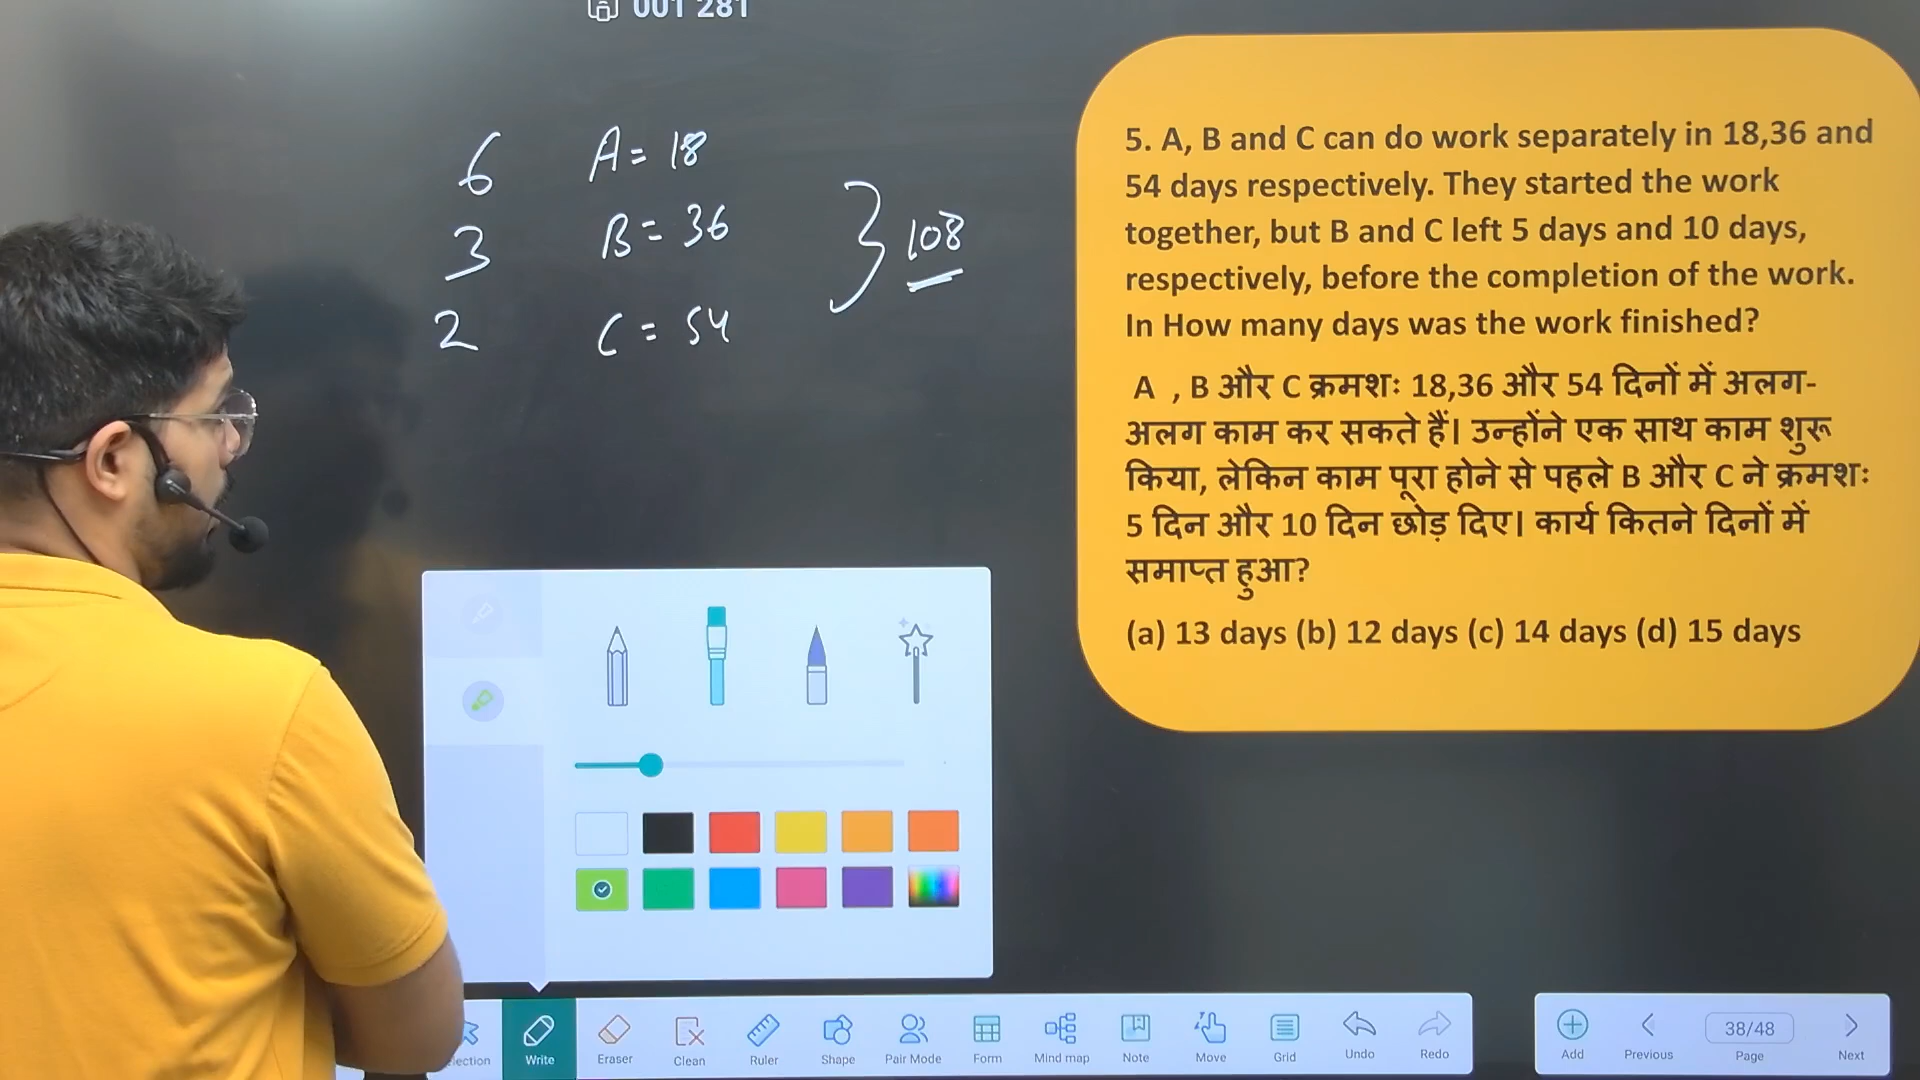 001 281
6 A = 18
3 B = 36 } 108
2 C = 54
5. A, B and C can do work separately in 18,36 and
54 days respectively. They started the work
together, but B and C left 5 days and 10 days,
respectively, before the completion of the work.
In How many days was the work finished?
A , B और C क्रमशः 18,36 और 54 दिनों में अलग-
अलग काम कर सकते हैं। उन्होंने एक साथ काम शुरू
किया, लेकिन काम पूरा होने से पहले B और C ने क्रमशः
5 दिन और 10 दिन छोड़ दिए। कार्य कितने दिनों में
समाप्त हुआ?
(a) 13 days (b) 12 days (c) 14 days (d) 15 days
Write Eraser Clean Ruler Shape Pair Mode Form Mind map Note Move Grid Undo Redo
38/48
Add Previous Page Next